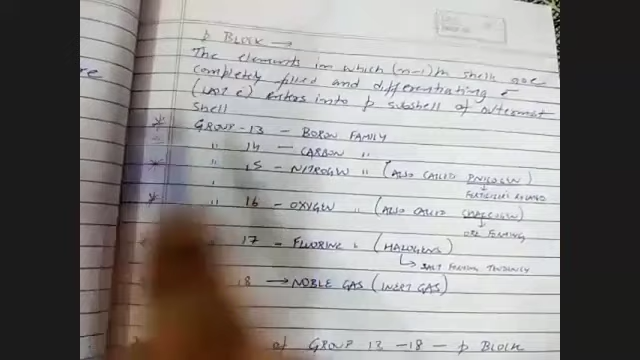 p BLOCK →
The elements in which (n-1)th shell are
completely filled and differentiating e
(last e) enters into p subshell of outermost
shell
GROUP-13 - BORON FAMILY
" 14 - CARBON "
" 15 - NITROGEN " (ALSO CALLED PNICOGEN)
" 16 - OXYGEN " (ALSO CALLED CHALCOGEN)
ORE FORMING
17 - FLUORINE " (HALOGENS)
→ SALT FORMING TENDENCY
18 → NOBLE GAS (INERT GAS)
of GROUP 13-18 - p BLOCK